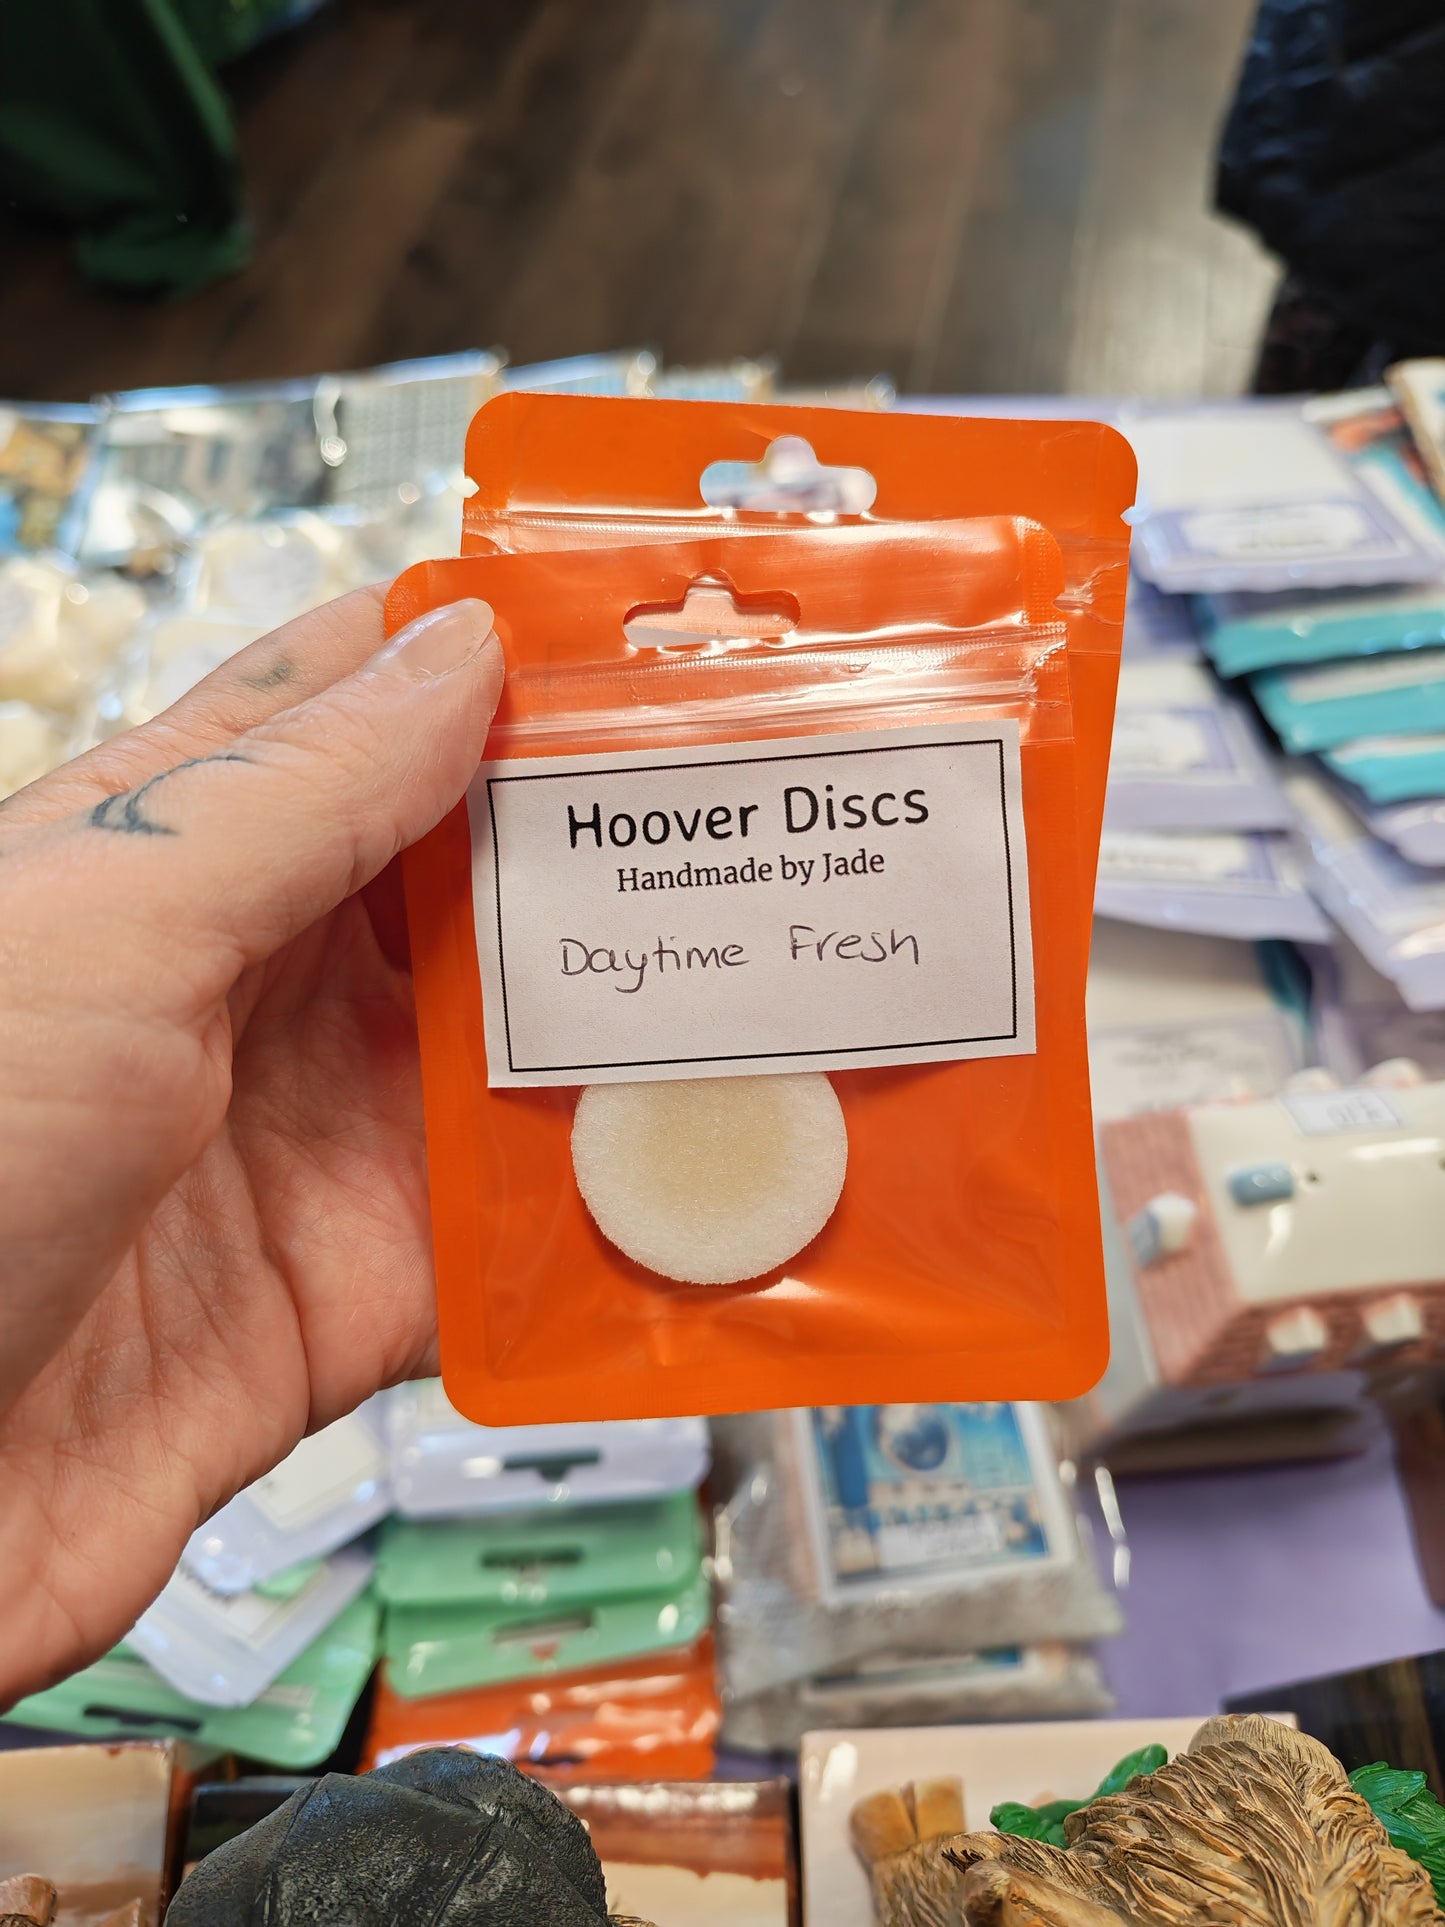 Hoover Discs
Handmade by Jade
Daytime Fresh